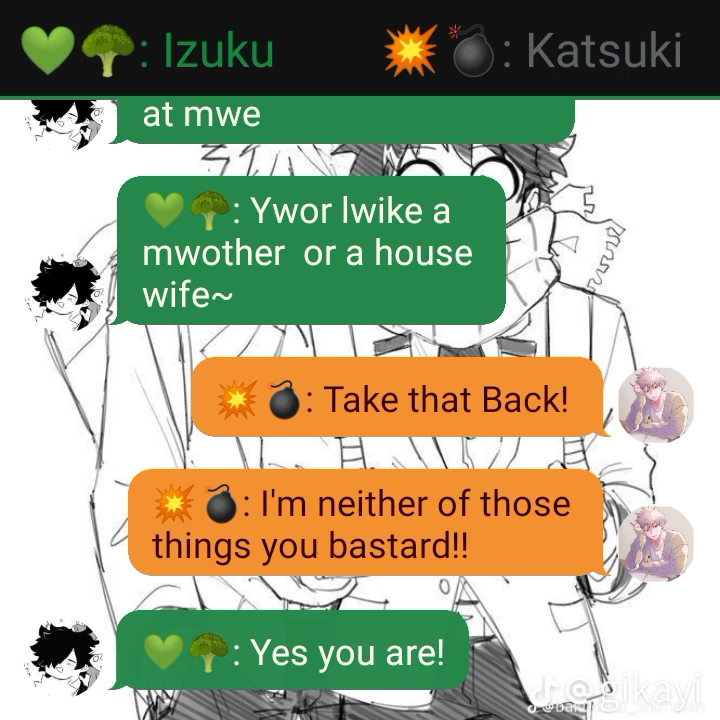 💚🥦: Izuku 💥💣: Katsuki
at mwe
💚🥦: Ywor lwike a
mwother or a house
wife~
💥💣: Take that Back!
💥💣: I'm neither of those
things you bastard!!
💚🥦: Yes you are!
@gikayi